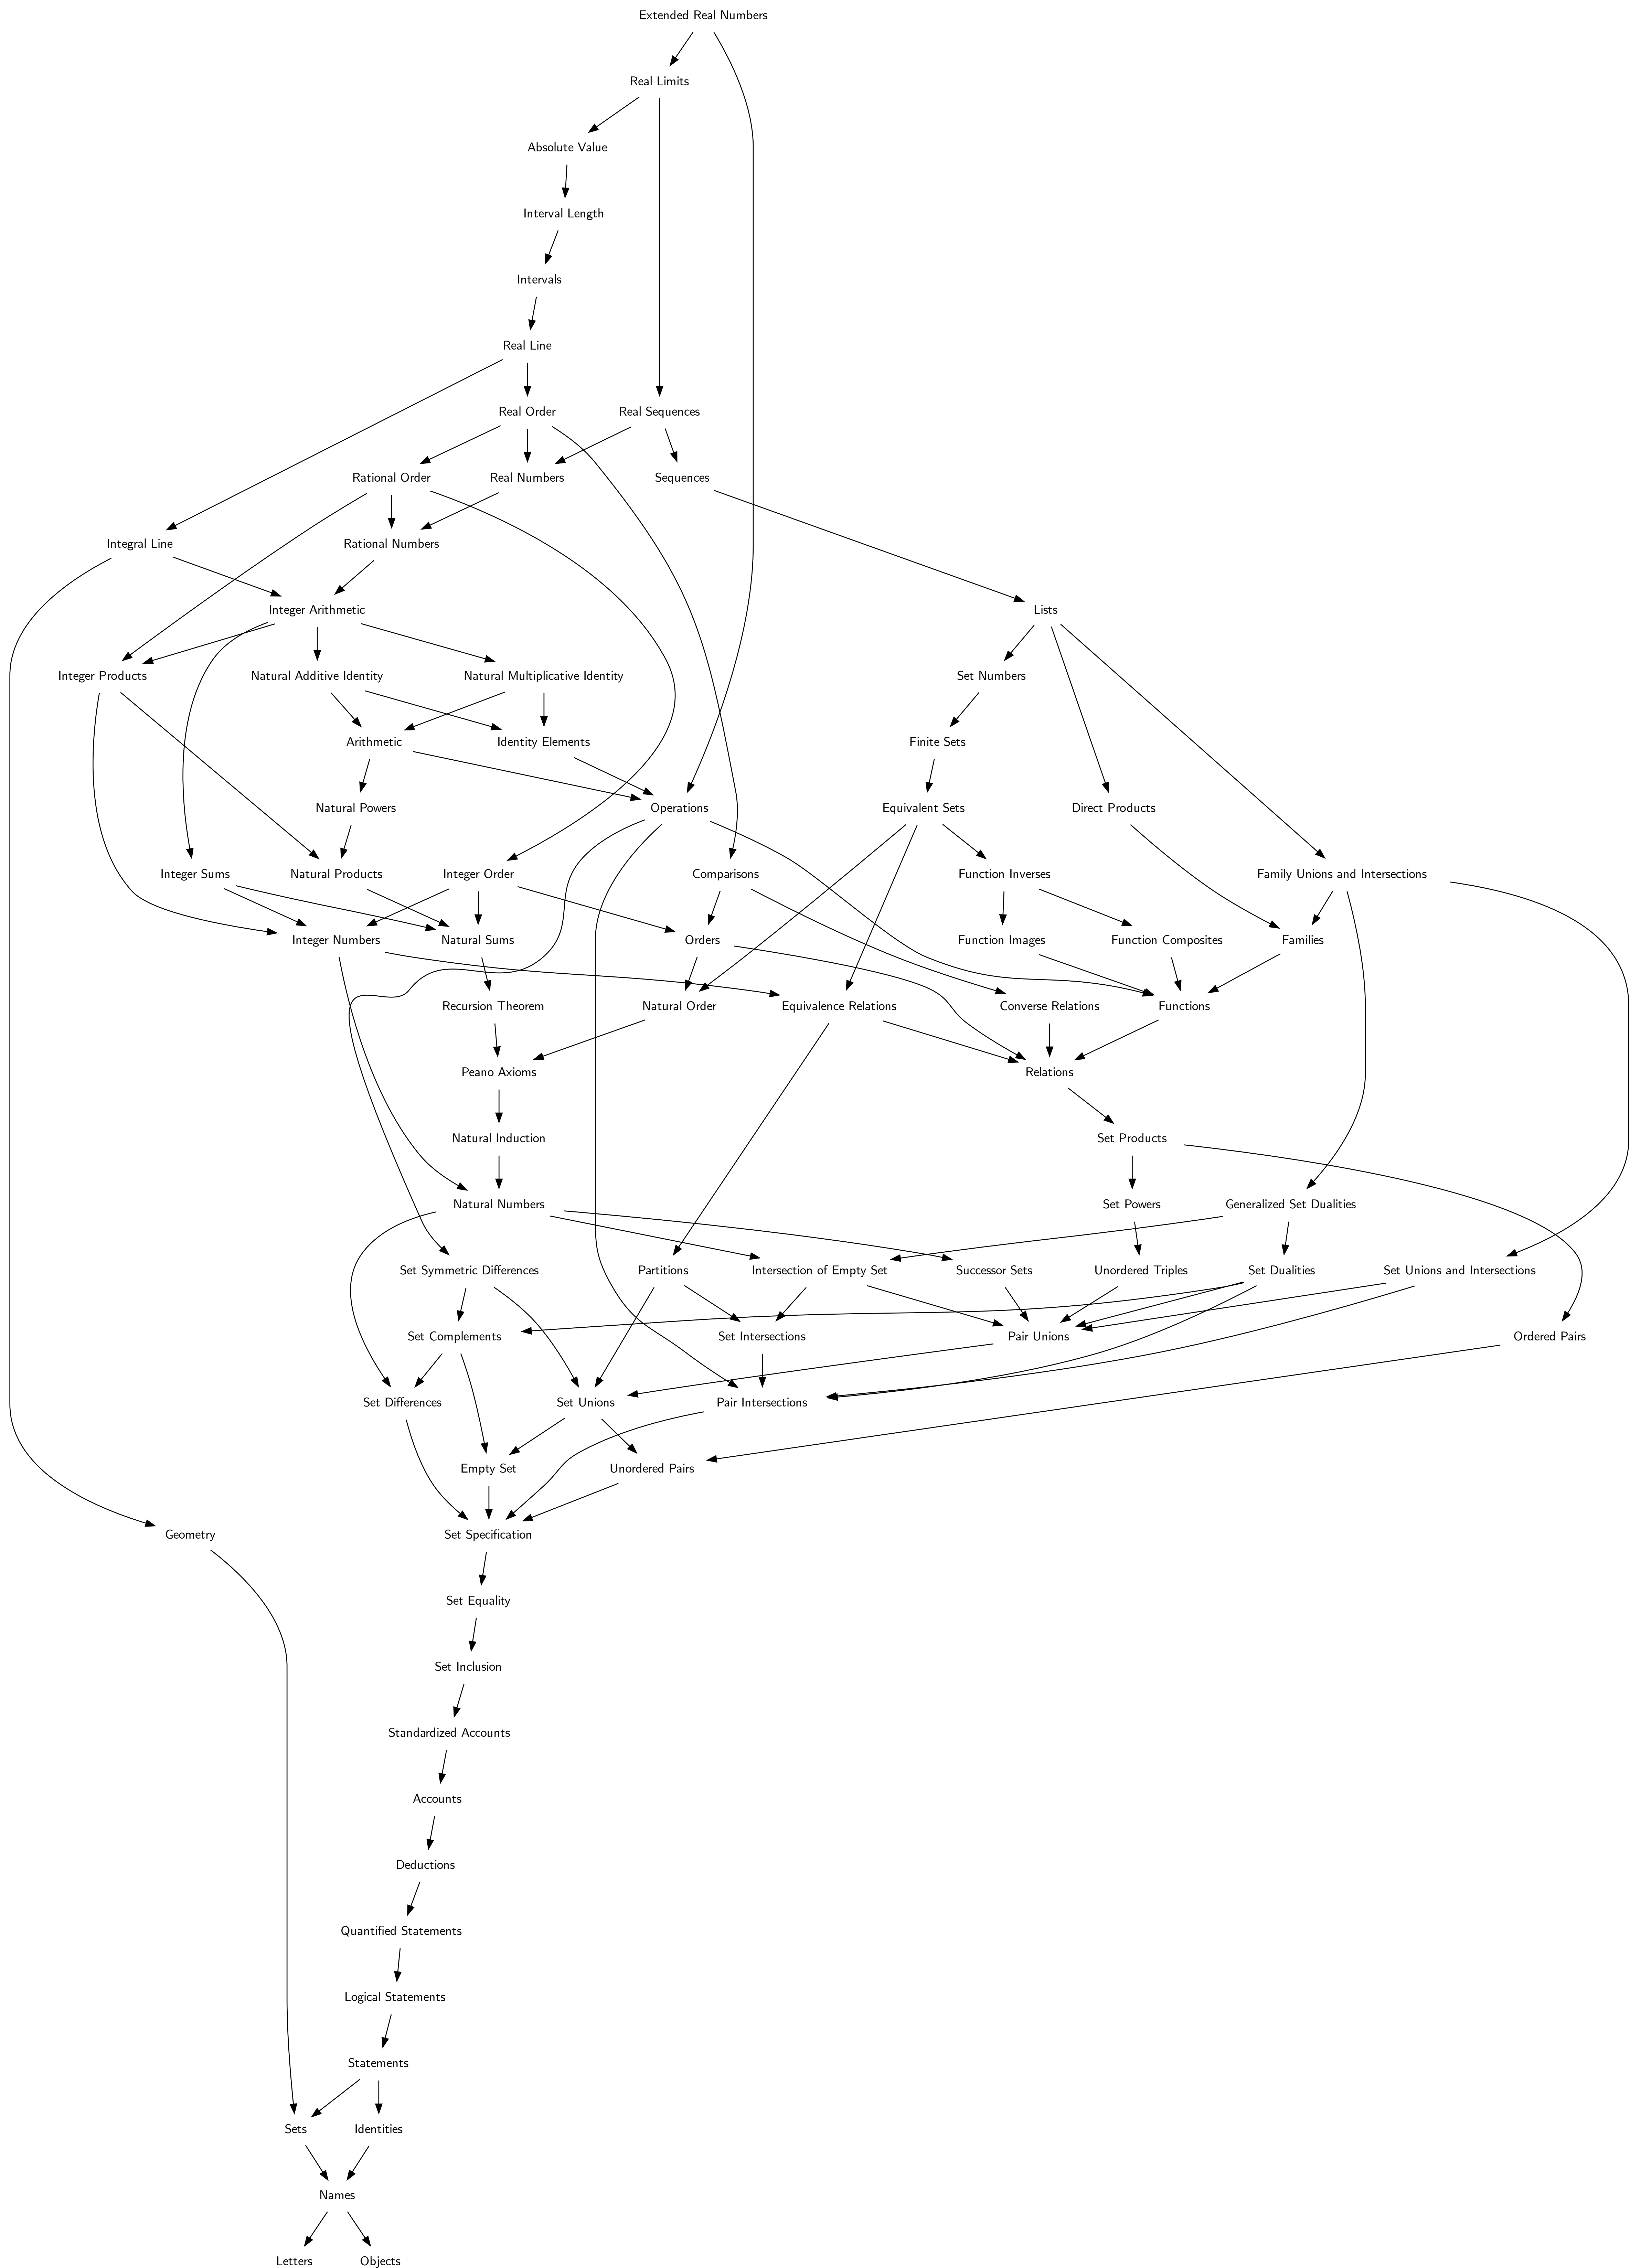 Extended Real Numbers
Real Limits
Absolute Value
Interval Length
Intervals
Real Line
Real Order
Real Sequences
Rational Order
Real Numbers
Sequences
Integral Line
Rational Numbers
Integer Arithmetic
Lists
Integer Products
Natural Additive Identity
Natural Multiplicative Identity
Set Numbers
Arithmetic
Identity Elements
Finite Sets
Natural Powers
Operations
Equivalent Sets
Direct Products
Integer Sums
Natural Products
Integer Order
Comparisons
Function Inverses
Family Unions and Intersections
Integer Numbers
Natural Sums
Orders
Function Images
Function Composites
Families
Recursion Theorem
Natural Order
Equivalence Relations
Converse Relations
Functions
Peano Axioms
Relations
Natural Induction
Set Products
Natural Numbers
Set Powers
Generalized Set Dualities
Set Symmetric Differences
Partitions
Intersection of Empty Set
Successor Sets
Unordered Triples
Set Dualities
Set Unions and Intersections
Set Complements
Set Intersections
Pair Unions
Ordered Pairs
Set Differences
Set Unions
Pair Intersections
Empty Set
Unordered Pairs
Geometry
Set Specification
Set Equality
Set Inclusion
Standardized Accounts
Accounts
Deductions
Quantified Statements
Logical Statements
Statements
Sets
Identities
Names
Letters
Objects